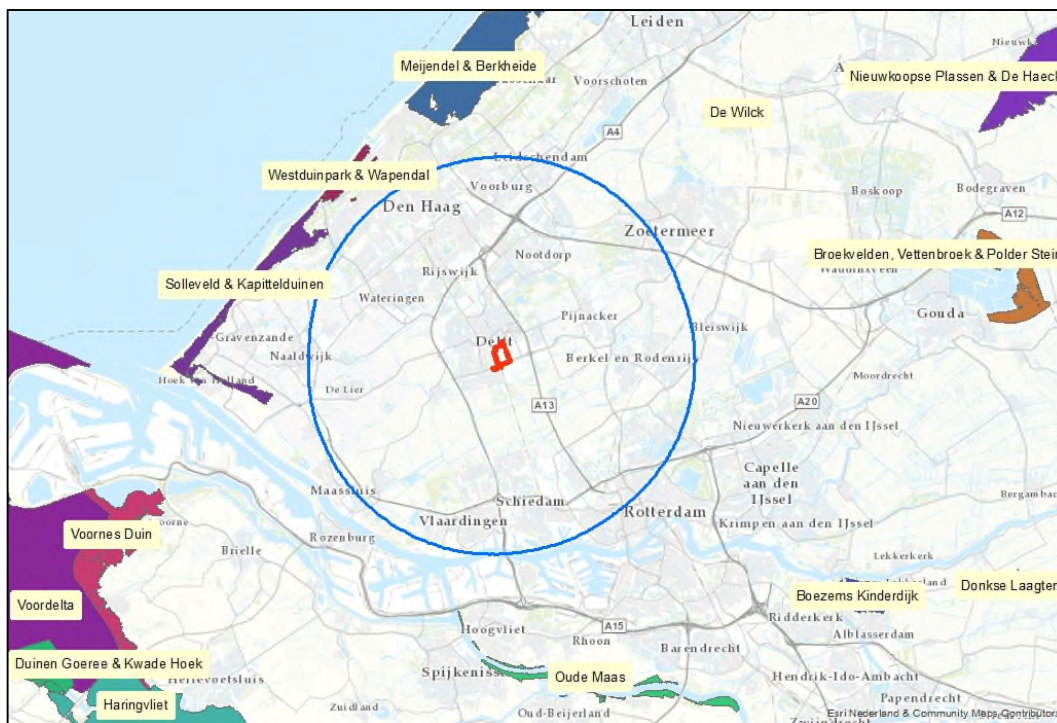 Leiden
Meijendel & Berkheide
Voorschoten
Nieuwkoopse Plassen & De Haeck
De Wilck
A4
Leidschendam
Westduinpark & Wapendal
Voorburg
Den Haag
Boskoop
Bodegraven
A12
Zoetermeer
Nootdorp
Rijswijk
Broekvelden, Vettenbroek & Polder Stein
Waddinxveen
Solleveld & Kapittelduinen
Wateringen
Pijnacker
Gouda
Bleiswijk
Gravenzande
Delft
Naaldwijk
Berkel en Rodenrijs
Hoek van Holland
De Lier
Moordrecht
A13
A20
Nieuwerkerk aan den IJssel
Maassluis
Schiedam
Capelle
aan den
IJssel
Rotterdam
Vlaardingen
Krimpen aan den IJssel
Bergambac
Voornes Duin
Rozenburg
Brielle
Lekkerkerk
Voordelta
Boezems Kinderdijk
Donkse Laagten
Ridderkerk
Alblasserdam
A15
Hoogvliet
Rhoon
Barendrecht
Duinen Goeree & Kwade Hoek
Hellevoetsluis
Spijkenisse
Oude Maas
Hendrik-Ido-Ambacht
Haringvliet
Zuidland
Oud-Beijerland
Papendrecht
Zwijndrecht
Esri Nederland & Community Maps Contributors